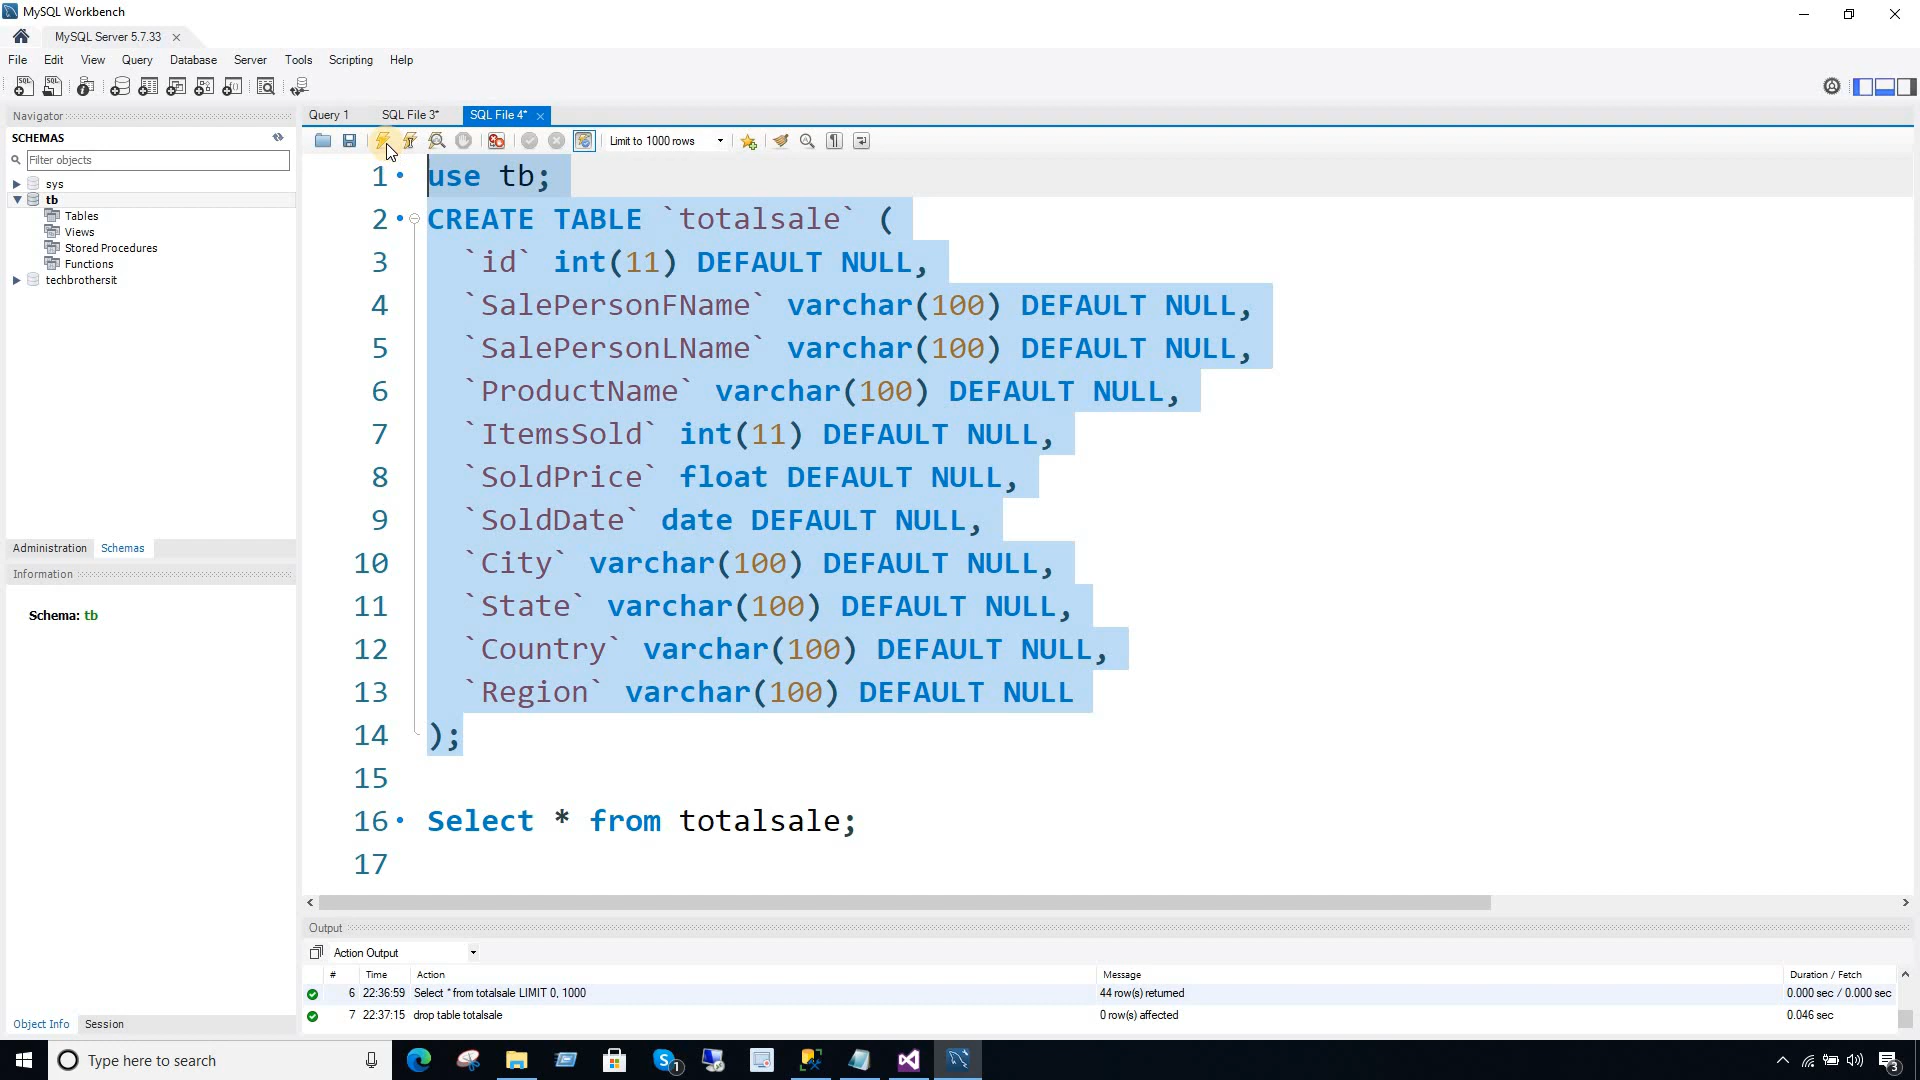 MySQL Workbench
MySQL Server 5.7.33
File Edit View Query Database Server Tools Scripting Help
Navigator
SCHEMAS
Filter objects
sys
tb
Tables
Views
Stored Procedures
Functions
techbrothersit
Administration Schemas
Information
Schema: tb
Object Info Session
Query 1 SQL File 3* SQL File 4*
Limit to 1000 rows
1 use tb;
2 CREATE TABLE `totalsale` (
3 `id` int(11) DEFAULT NULL,
4 `SalePersonFName` varchar(100) DEFAULT NULL,
5 `SalePersonLName` varchar(100) DEFAULT NULL,
6 `ProductName` varchar(100) DEFAULT NULL,
7 `ItemsSold` int(11) DEFAULT NULL,
8 `SoldPrice` float DEFAULT NULL,
9 `SoldDate` date DEFAULT NULL,
10 `City` varchar(100) DEFAULT NULL,
11 `State` varchar(100) DEFAULT NULL,
12 `Country` varchar(100) DEFAULT NULL,
13 `Region` varchar(100) DEFAULT NULL
14 );
15
16 Select * from totalsale;
17
Output
Action Output
# Time Action Message Duration / Fetch
6 22:36:59 Select * from totalsale LIMIT 0, 1000 44 row(s) returned 0.000 sec / 0.000 sec
7 22:37:15 drop table totalsale 0 row(s) affected 0.046 sec
Type here to search
1
3